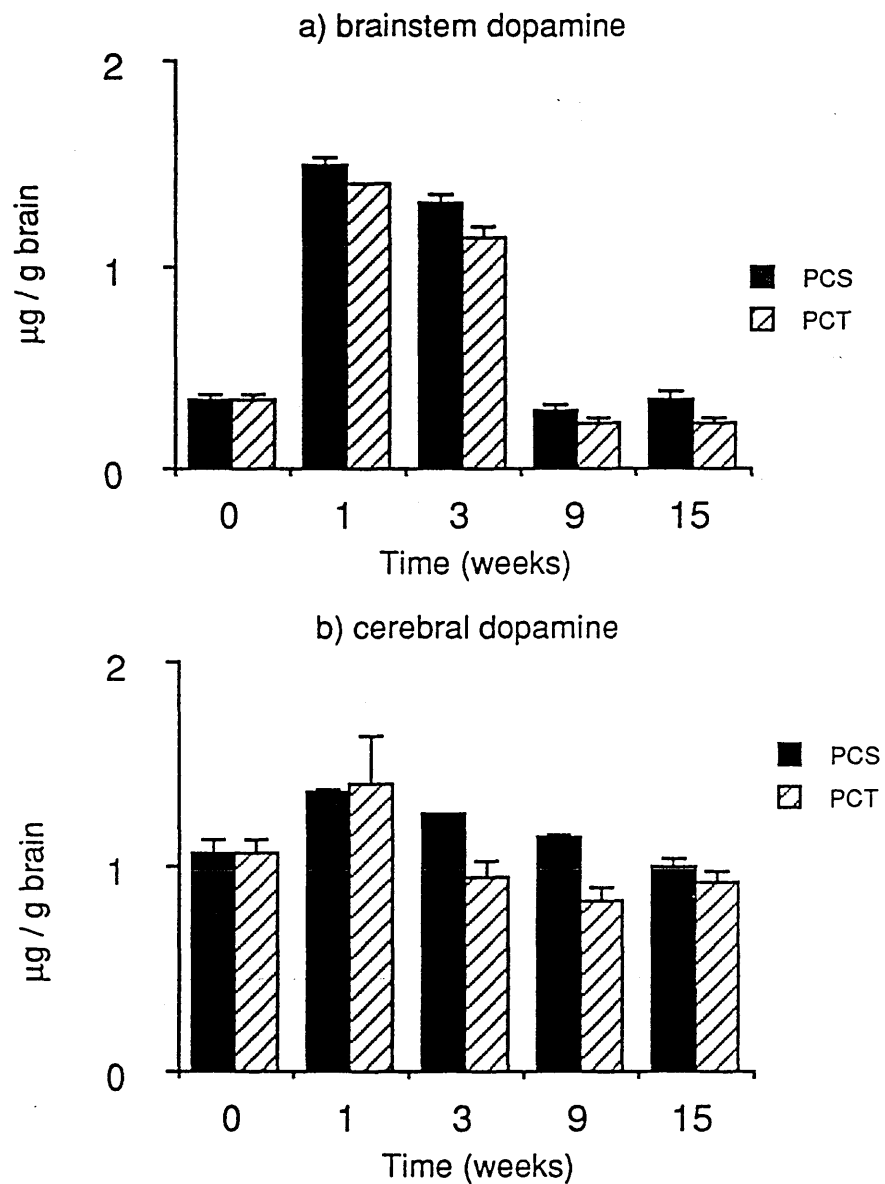 a) brainstem dopamine
2
1
0
µg / g brain
PCS
PCT
0 1 3 9 15
Time (weeks)
b) cerebral dopamine
2
1
0
µg / g brain
PCS
PCT
0 1 3 9 15
Time (weeks)